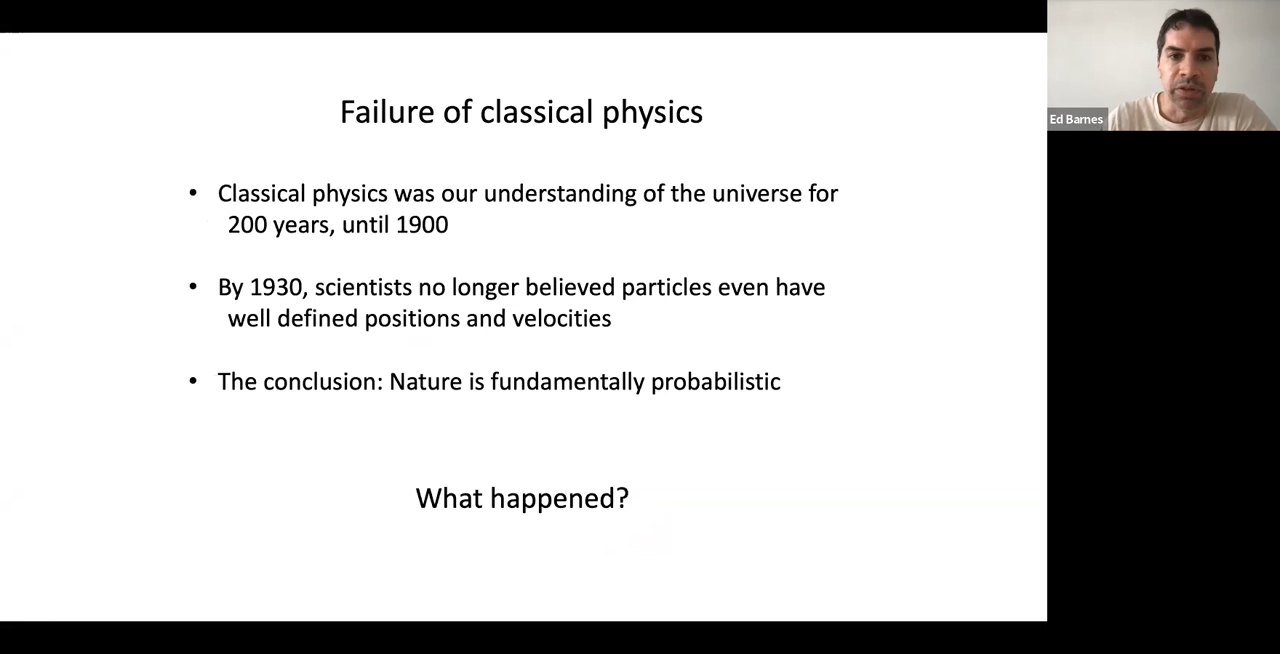 Failure of classical physics
• Classical physics was our understanding of the universe for
200 years, until 1900
• By 1930, scientists no longer believed particles even have
well defined positions and velocities
• The conclusion: Nature is fundamentally probabilistic
What happened?
Ed Barnes